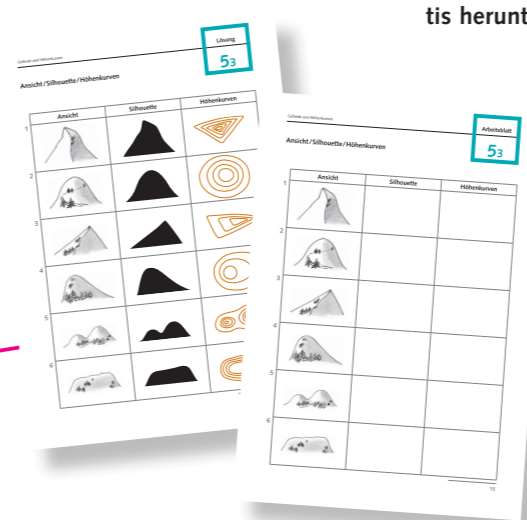 tis herunt
Gelände und Höhenkurven
Lösung
53
Ansicht/Silhouette/Höhenkurven
Ansicht
Silhouette
Höhenkurven
1
2
3
4
5
6
Gelände und Höhenkurven
Arbeitsblatt
53
Ansicht/Silhouette/Höhenkurven
Ansicht
Silhouette
Höhenkurven
1
2
3
4
5
6
15